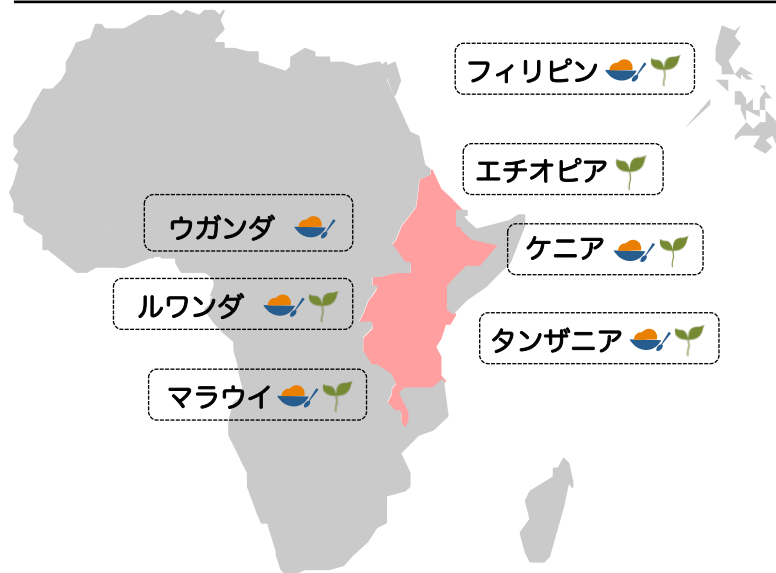 フィリピン
エチオピア
ウガンダ
ケニア
ルワンダ
タンザニア
マラウイ